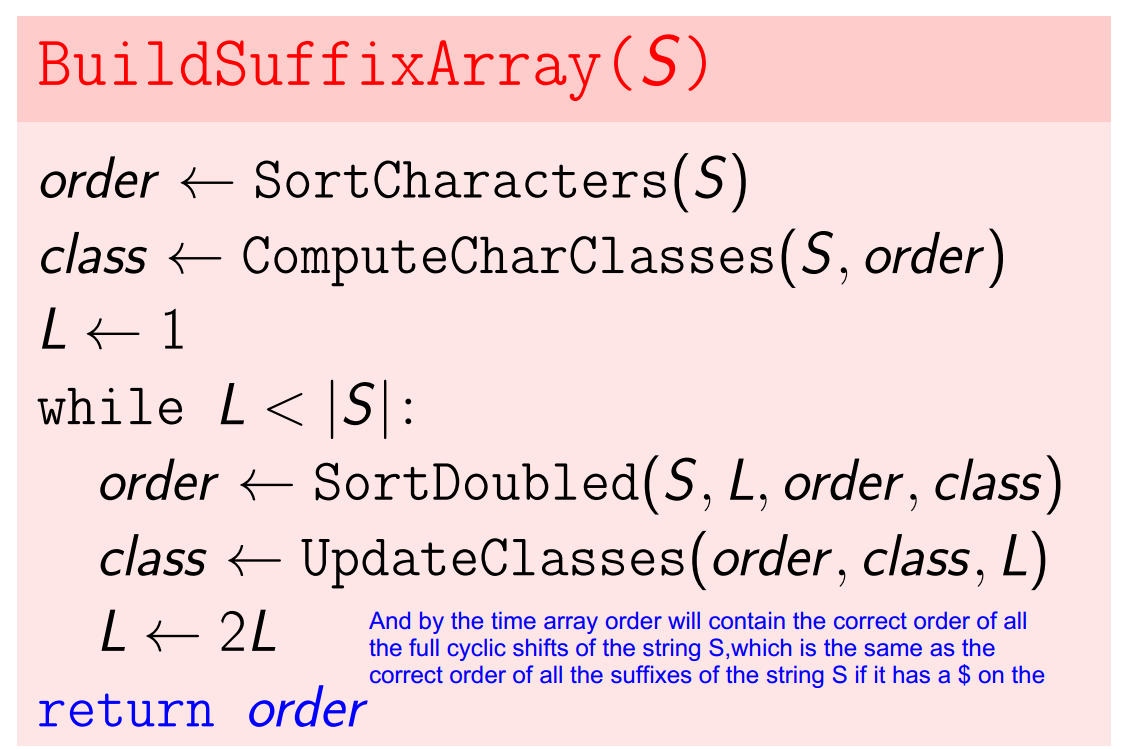 BuildSuffixArray(S)
order ← SortCharacters(S)
class ← ComputeCharClasses(S, order)
L ← 1
while L < |S|:
order ← SortDoubled(S, L, order, class)
class ← UpdateClasses(order, class, L)
L ← 2L
And by the time array order will contain the correct order of all
the full cyclic shifts of the string S,which is the same as the
correct order of all the suffixes of the string S if it has a $ on the
return order